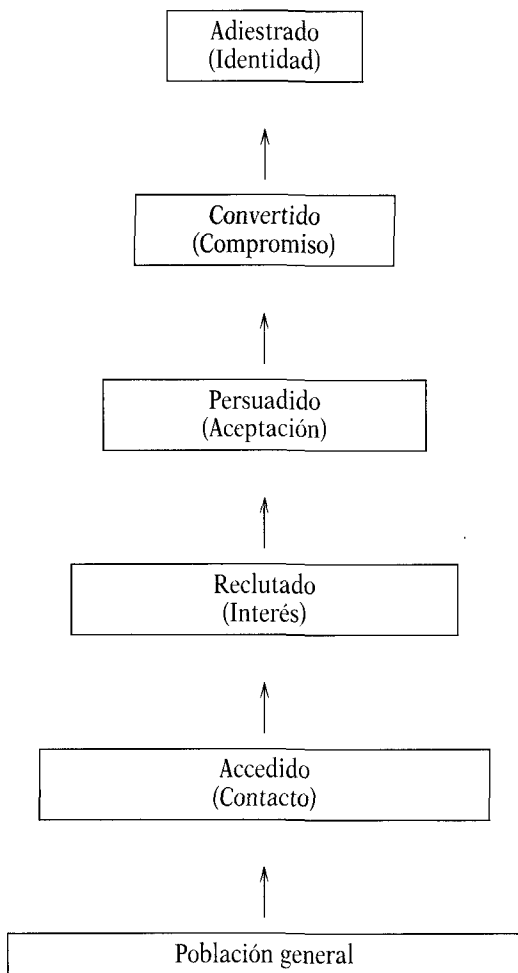 Adiestrado
(Identidad)
Convertido
(Compromiso)
Persuadido
(Aceptación)
Reclutado
(Interés)
Accedido
(Contacto)
Población general